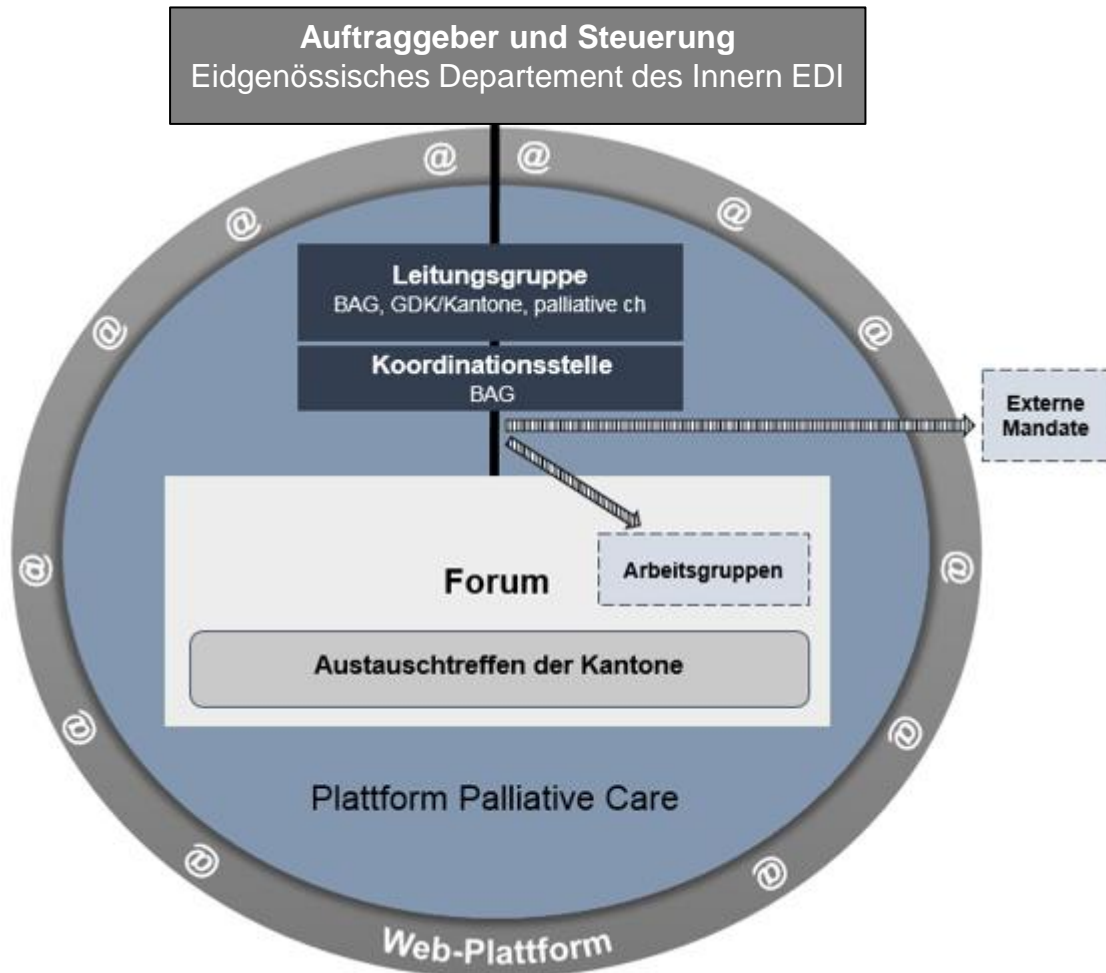 Auftraggeber und Steuerung
Eidgenössisches Departement des Innern EDI
@ @
@ @
@ @
Leitungsgruppe
BAG, GDK/Kantone, palliative ch
Koordinationsstelle
BAG
Externe
Mandate
@ @
Arbeitsgruppen
Forum
Austauschtreffen der Kantone
@ @
Plattform Palliative Care
@ @
Web-Plattform